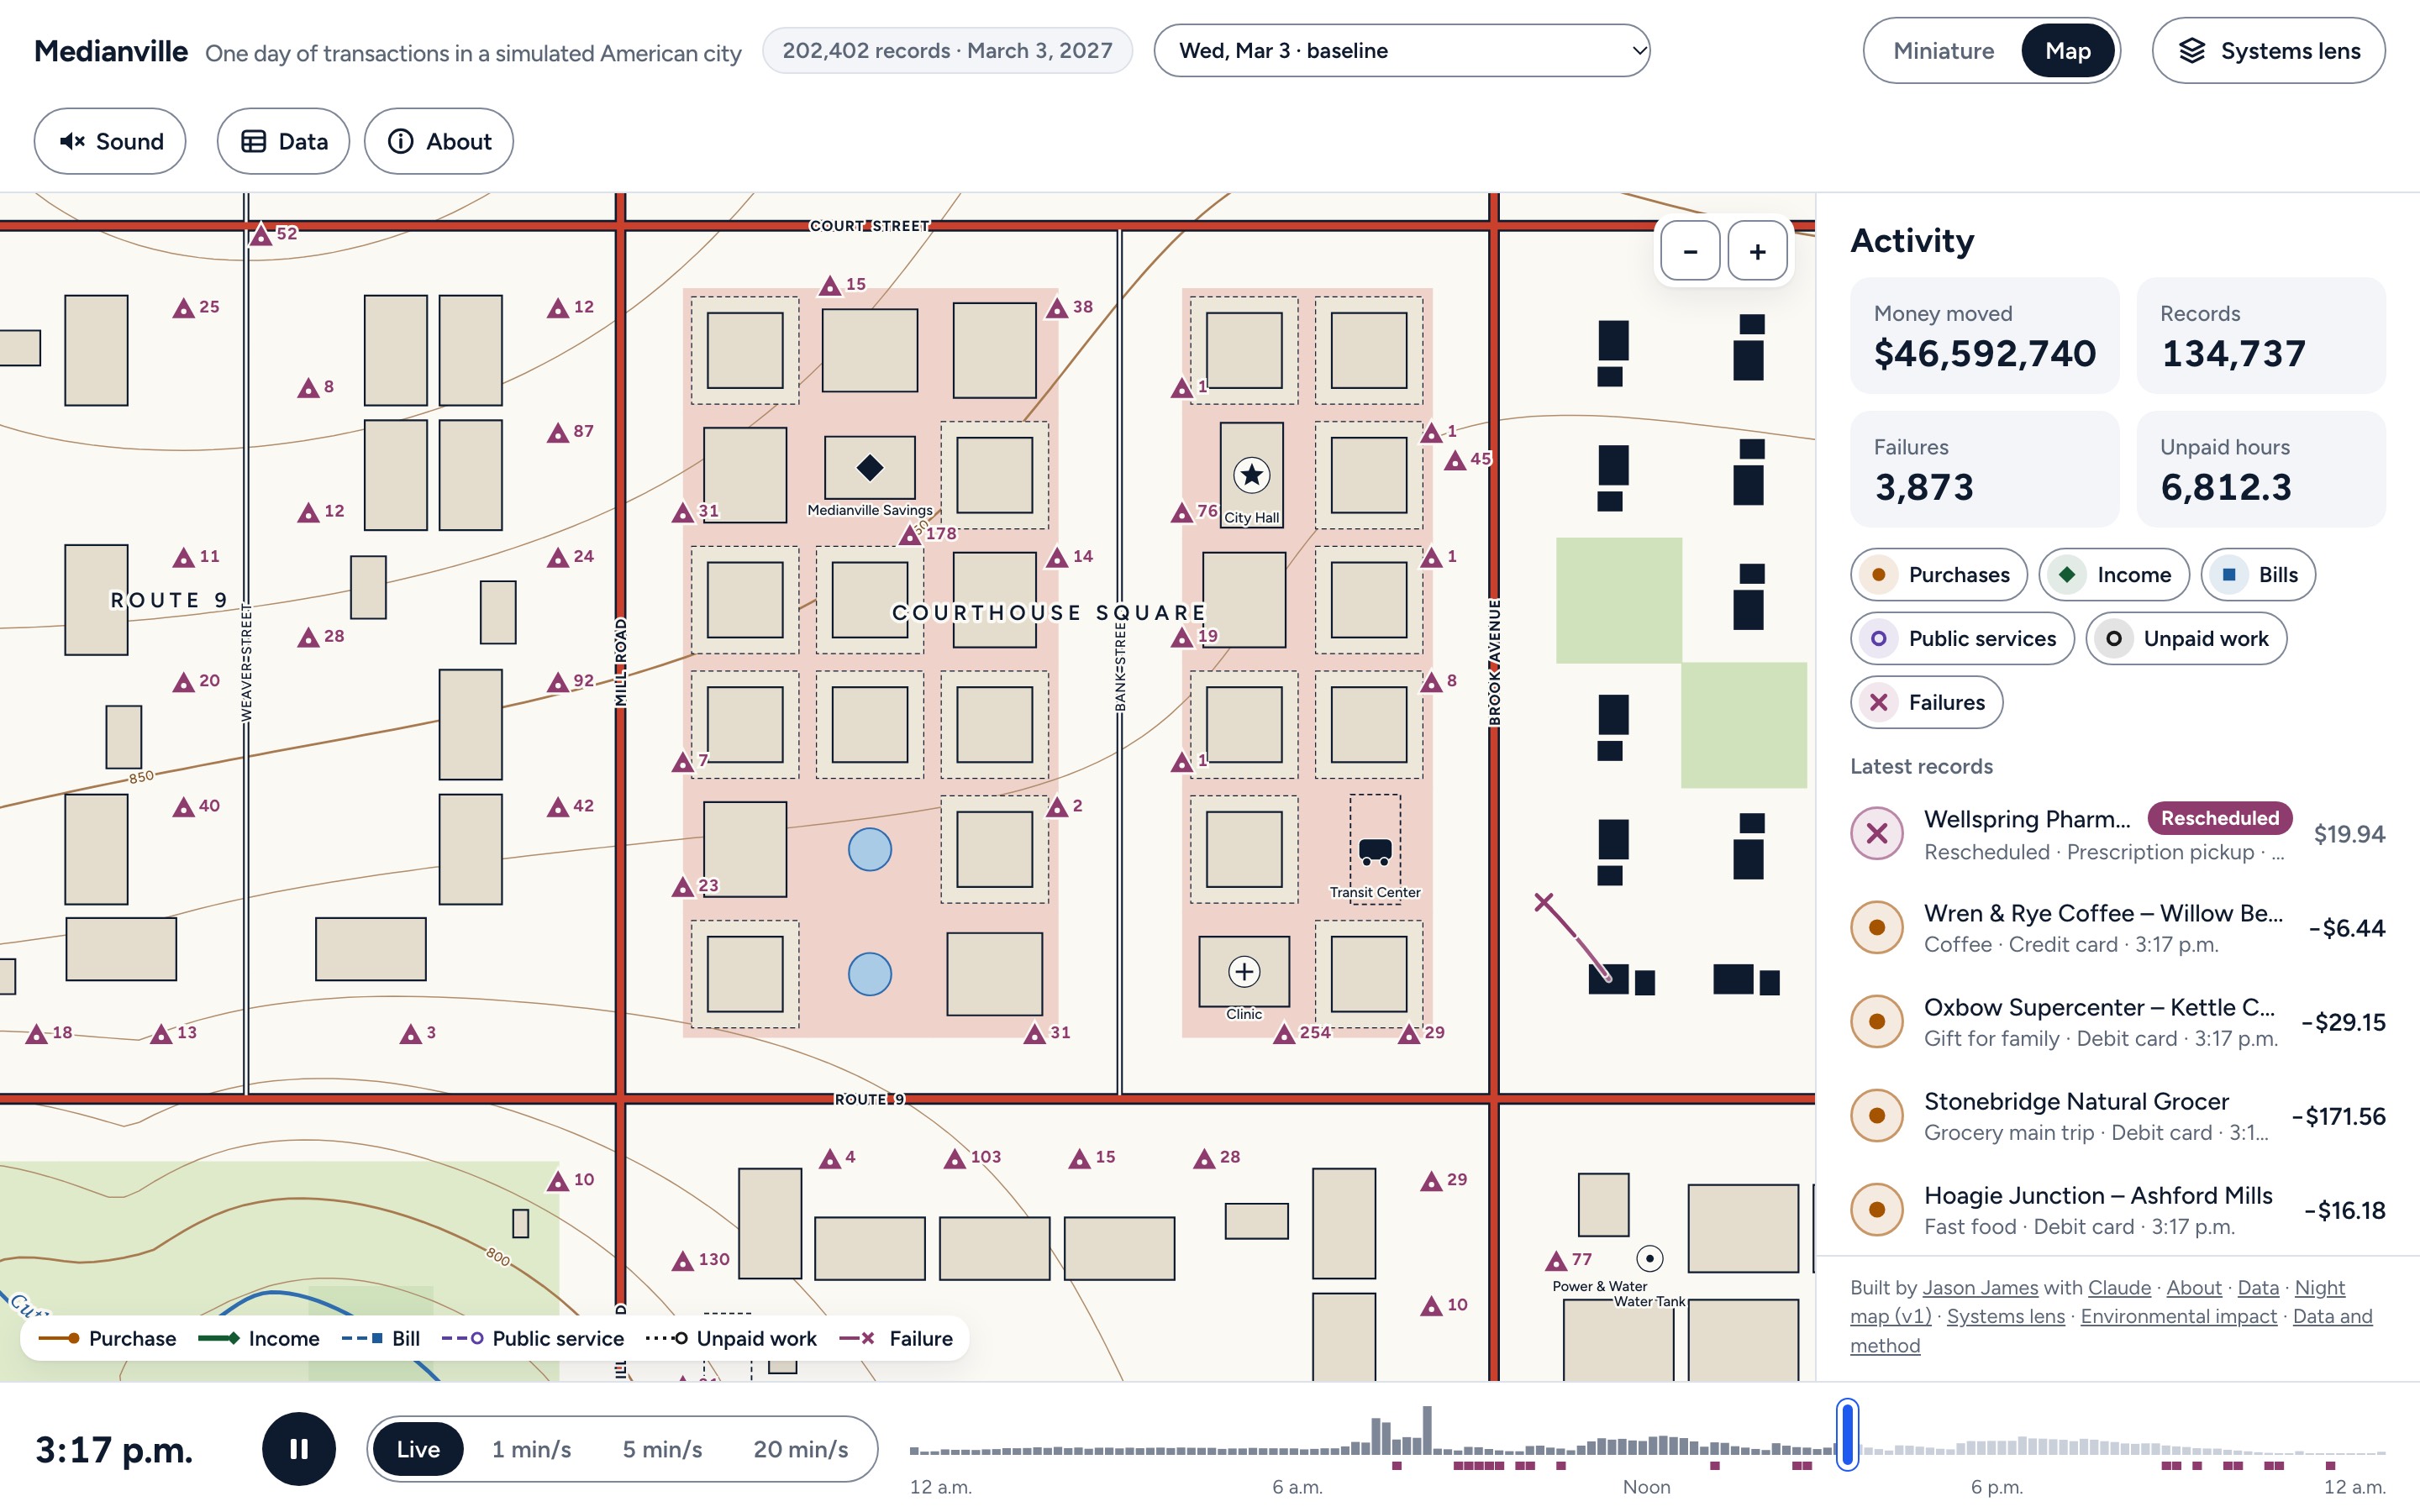 Medianville One day of transactions in a simulated American city 202,402 records · March 3, 2027 Wed, Mar 3 · baseline Miniature Map Systems lens
Sound Data About
COURT STREET
52
15
25
12
38
8
1
87
1
45
Medianville Savings
City Hall
12
31
76
178
11
24
14
1
ROUTE 9
COURTHOUSE SQUARE
28
19
WEAVER STREET
MILL ROAD
BANK STREET
BROOK AVENUE
20
92
8
7
1
850
40
42
2
23
Transit Center
Clinic
18
13
3
31
254
29
ROUTE 9
4
103
15
28
10
29
130
77
800
Power & Water
Water Tank
10
Purchase Income Bill Public service Unpaid work Failure
− +
Activity
Money moved
$46,592,740
Records
134,737
Failures
3,873
Unpaid hours
6,812.3
Purchases Income Bills
Public services Unpaid work
Failures
Latest records
Wellspring Pharm... Rescheduled $19.94
Rescheduled · Prescription pickup · ...
Wren & Rye Coffee – Willow Be... -$6.44
Coffee · Credit card · 3:17 p.m.
Oxbow Supercenter – Kettle C... -$29.15
Gift for family · Debit card · 3:17 p.m.
Stonebridge Natural Grocer -$171.56
Grocery main trip · Debit card · 3:1...
Hoagie Junction – Ashford Mills -$16.18
Fast food · Debit card · 3:17 p.m.
Built by Jason James with Claude · About · Data · Night
map (v1) · Systems lens · Environmental impact · Data and
method
3:17 p.m. Live 1 min/s 5 min/s 20 min/s
12 a.m. 6 a.m. Noon 6 p.m. 12 a.m.